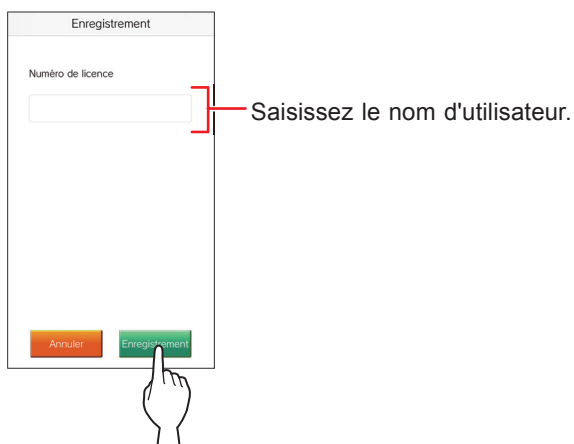 Enregistrement
Numéro de licence
Saisissez le nom d'utilisateur.
Annuler
Enregistrement